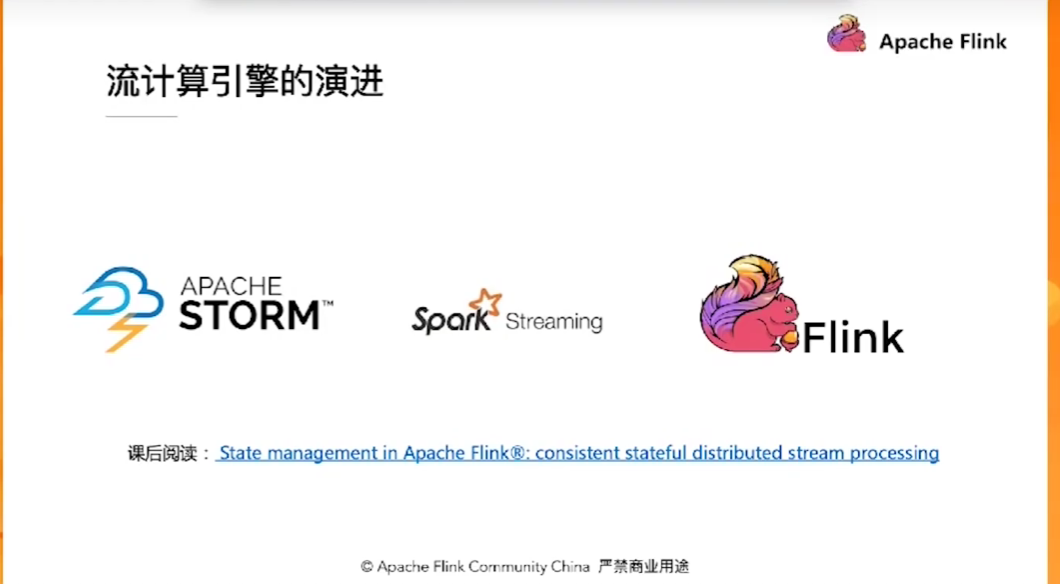 Apache Flink
流计算引擎的演进
APACHE
STORM™
Spark Streaming
Flink
课后阅读： State management in Apache Flink®: consistent stateful distributed stream processing
© Apache Flink Community China 严禁商业用途